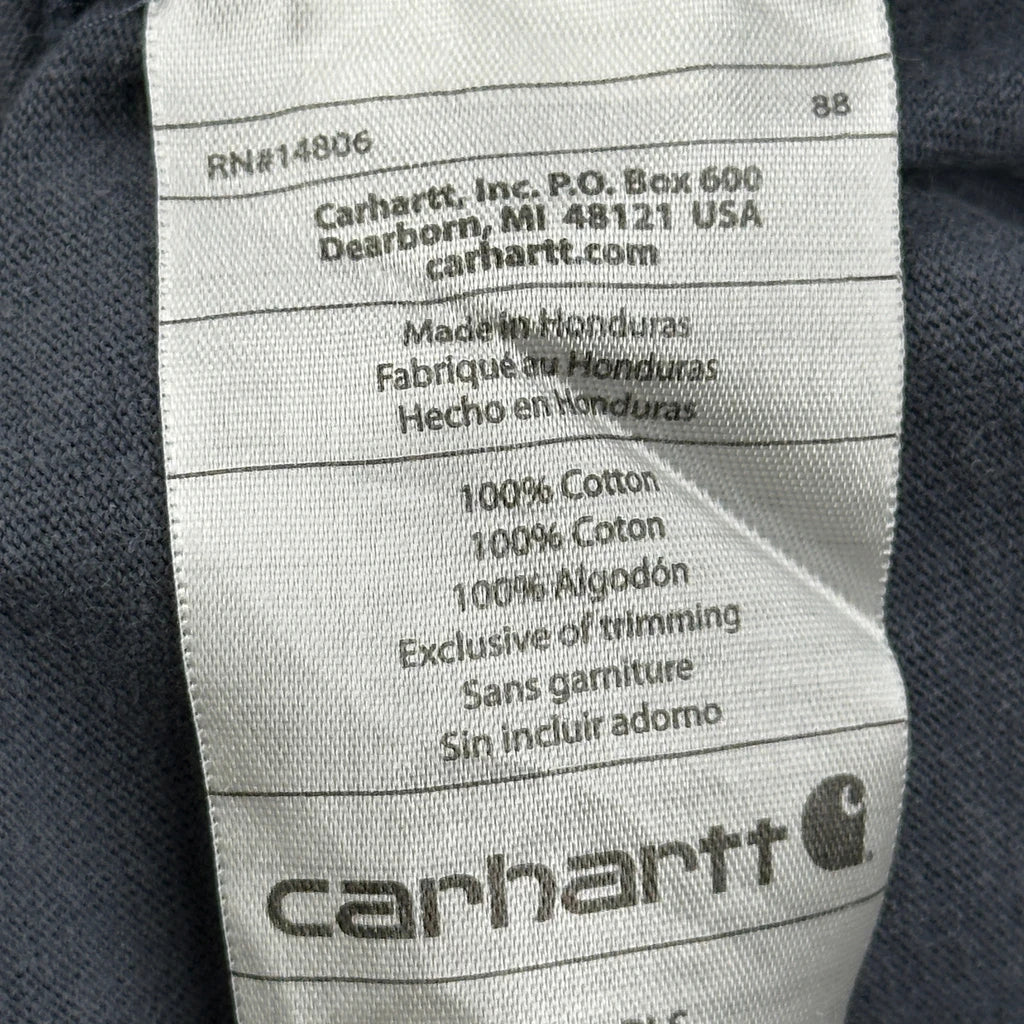 RN#14806 88
Carhartt, Inc. P.O. Box 600
Dearborn, MI 48121 USA
carhartt.com
Made in Honduras
Fabriqué au Honduras
Hecho en Honduras
100% Cotton
100% Coton
100% Algodón
Exclusive of trimming
Sans garniture
Sin incluir adorno
carhartt